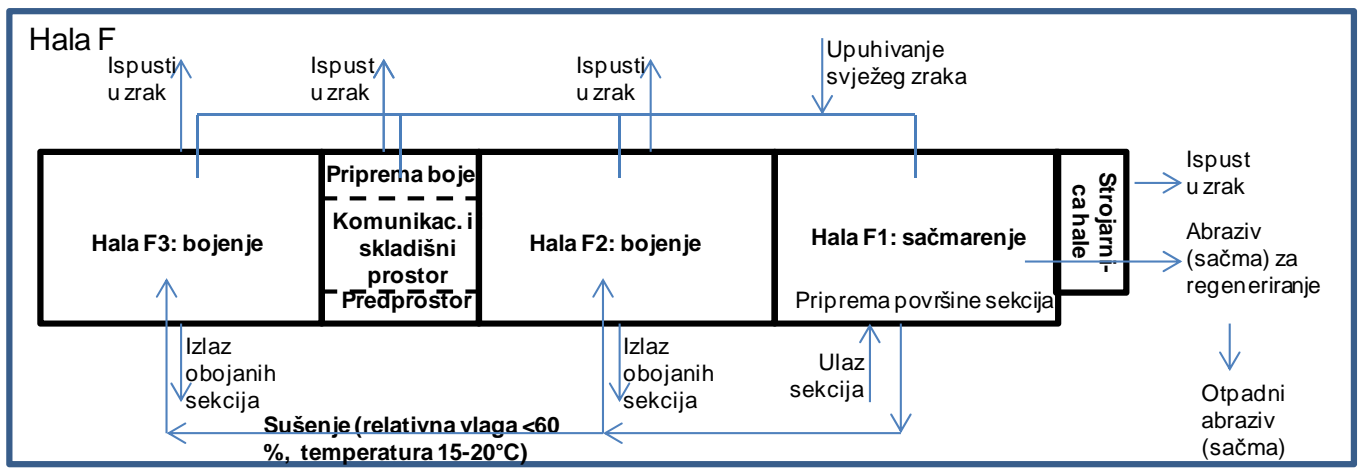 Hala F
Ispusti
u zrak
Ispust
u zrak
Ispusti
u zrak
Upuhivanje
svježeg zraka
Hala F3: bojenje
Priprema boje
Komunikac. i
skladišni
prostor
Predprostor
Hala F2: bojenje
Hala F1: sačmarenje
Priprema površine sekcija
Strojarni-
ca hale
Ispust
u zrak
Abraziv
(sačma) za
regeneriranje
Izlaz
obojanih
sekcija
Izlaz
obojanih
sekcija
Ulaz
sekcija
Otpadni
abraziv
(sačma)
Sušenje (relativna vlaga <60
%, temperatura 15-20°C)